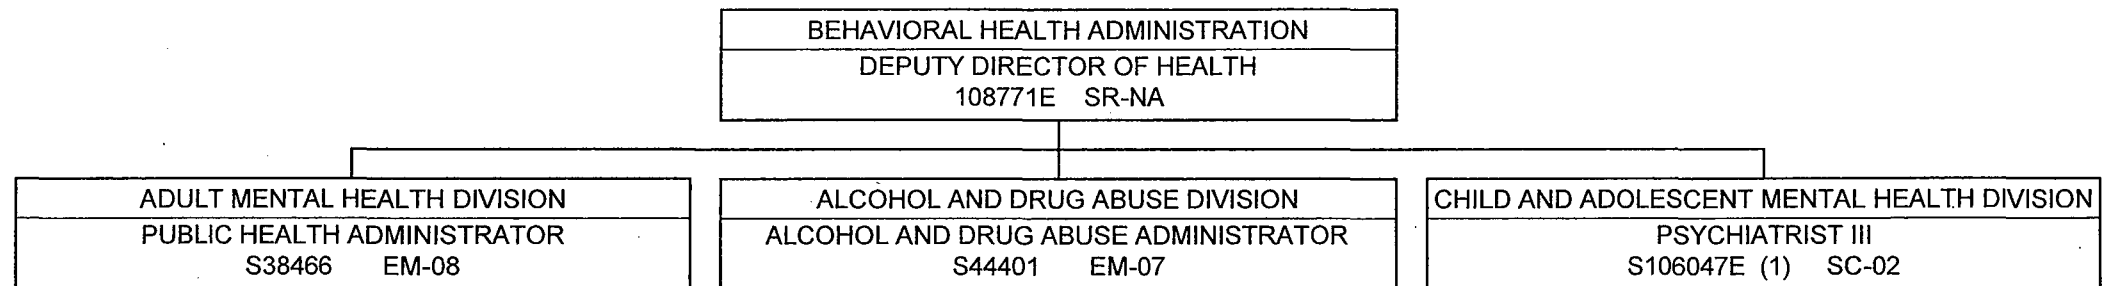 BEHAVIORAL HEALTH ADMINISTRATION
DEPUTY DIRECTOR OF HEALTH
108771E SR-NA
ADULT MENTAL HEALTH DIVISION
PUBLIC HEALTH ADMINISTRATOR
S38466 EM-08
ALCOHOL AND DRUG ABUSE DIVISION
ALCOHOL AND DRUG ABUSE ADMINISTRATOR
S44401 EM-07
CHILD AND ADOLESCENT MENTAL HEALTH DIVISION
PSYCHIATRIST III
S106047E (1) SC-02